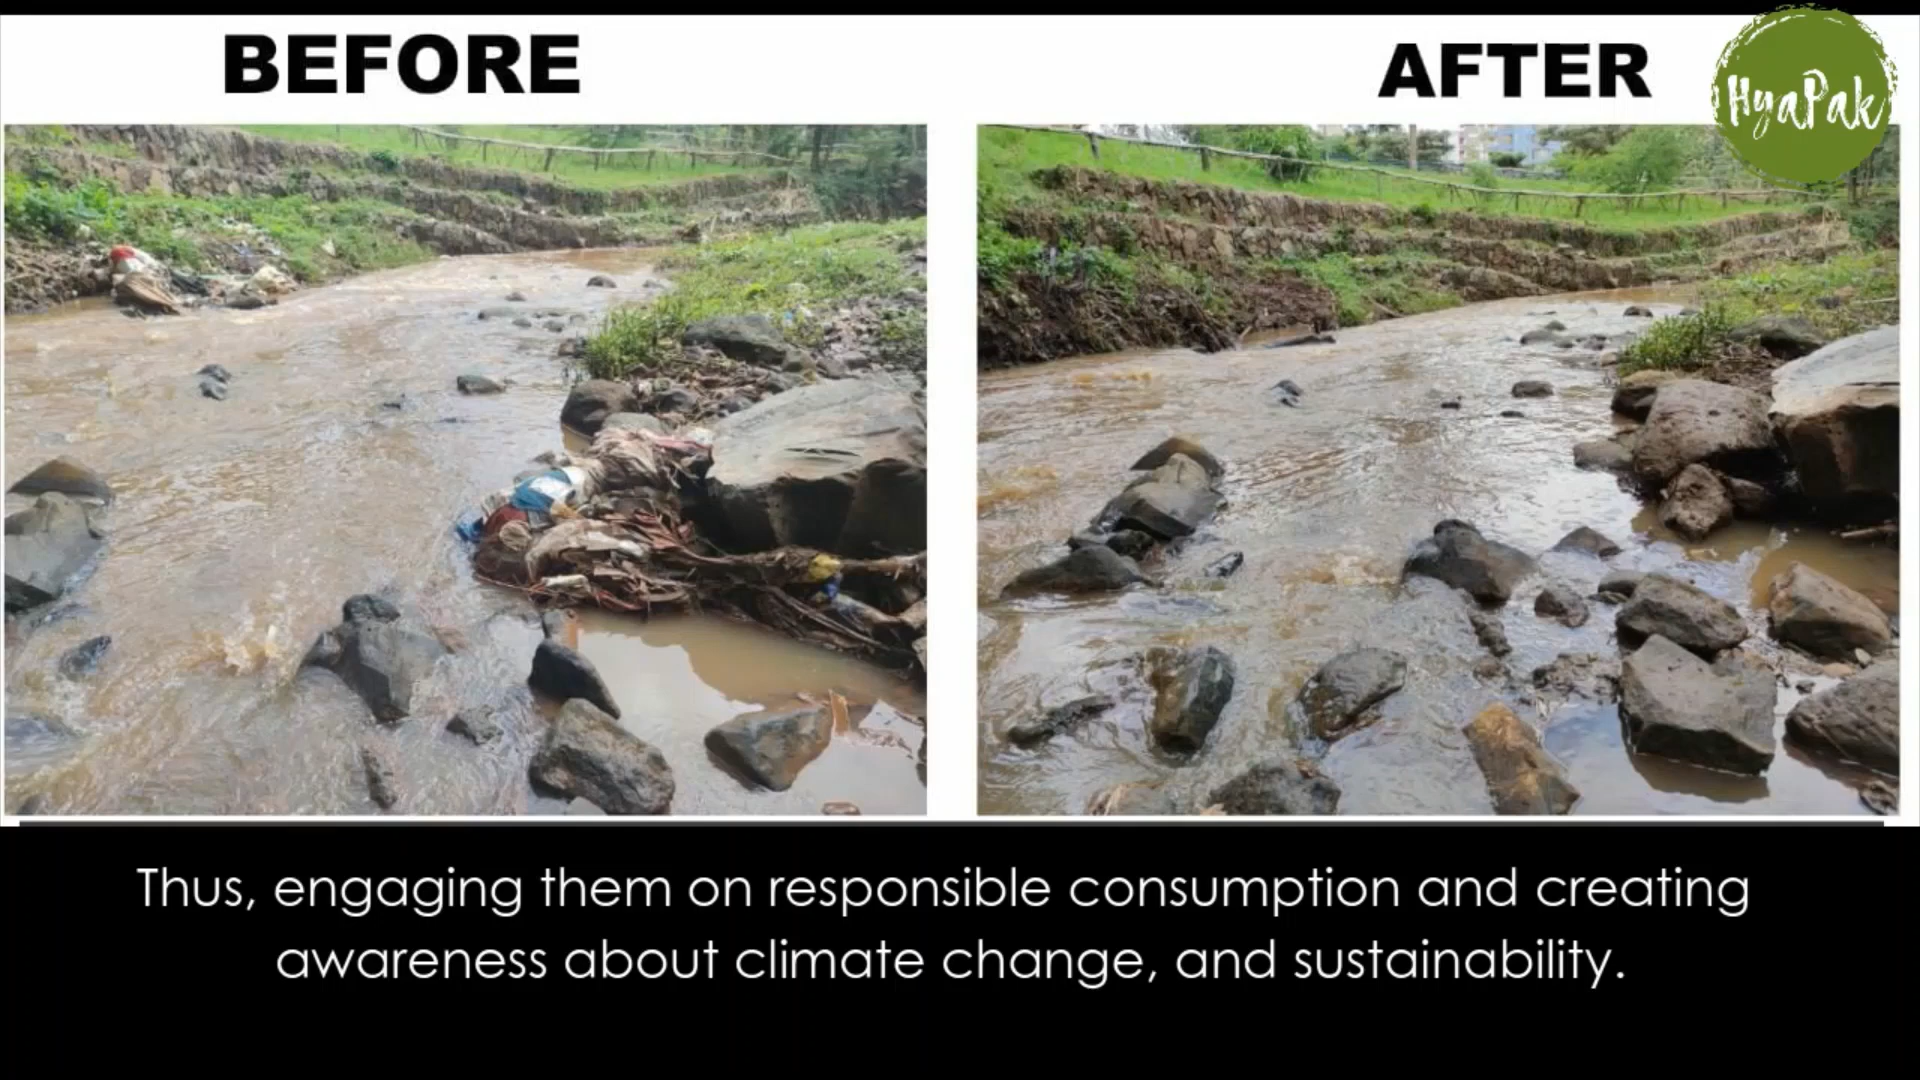 BEFORE
AFTER
HyaPak
Thus, engaging them on responsible consumption and creating
awareness about climate change, and sustainability.